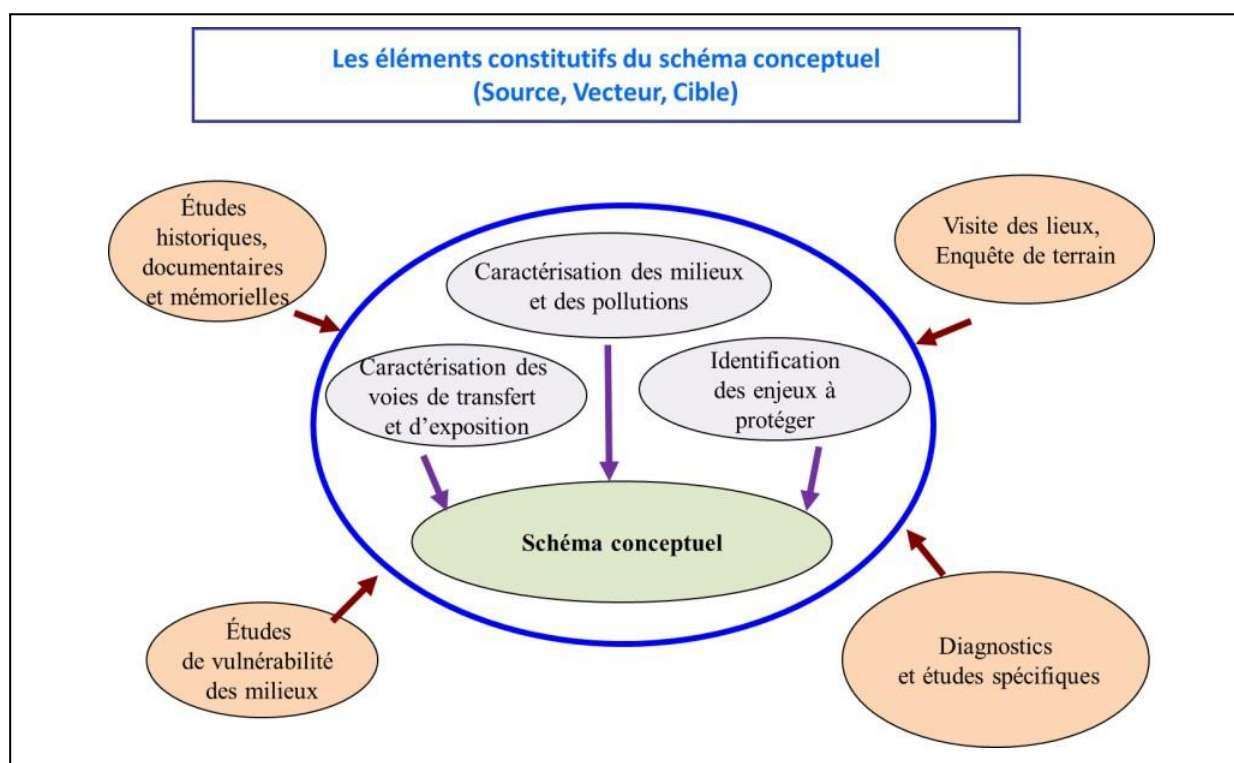 Les éléments constitutifs du schéma conceptuel
(Source, Vecteur, Cible)
Études
historiques,
documentaires
et mémorielles
Visite des lieux,
Enquête de terrain
Caractérisation des milieux
et des pollutions
Caractérisation des
voies de transfert
et d’exposition
Identification
des enjeux à
protéger
Schéma conceptuel
Études
de vulnérabilité
des milieux
Diagnostics
et études spécifiques